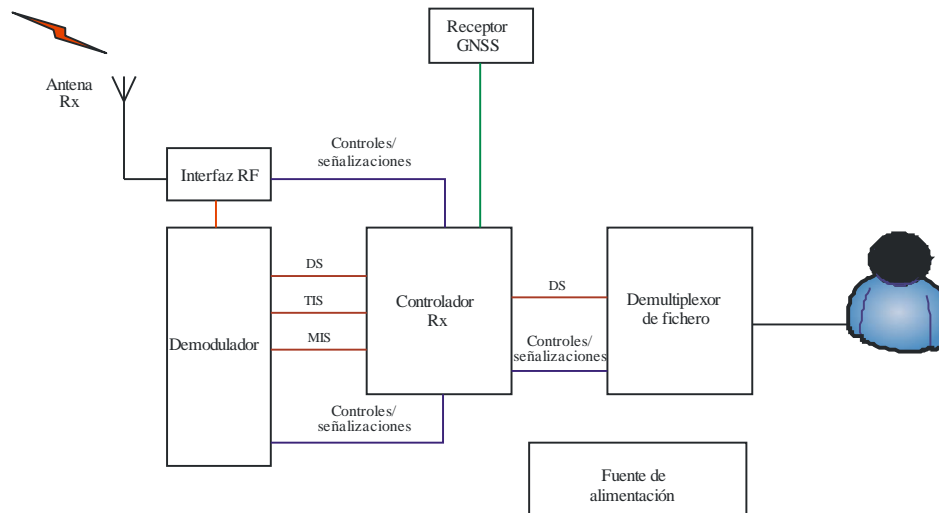 Receptor
GNSS
Antena
Rx
Controles/
señalizaciones
Interfaz RF
DS
TIS
MIS
Demodulador
Controlador
Rx
DS
Controles/
señalizaciones
Demultiplexor
de fichero
Controles/
señalizaciones
Fuente de
alimentación